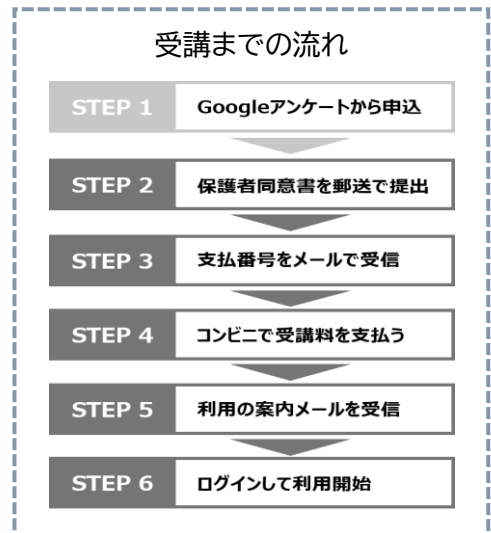 受講までの流れ
STEP 1 Googleアンケートから申込
STEP 2 保護者同意書を郵送で提出
STEP 3 支払番号をメールで受信
STEP 4 コンビニで受講料を支払う
STEP 5 利用の案内メールを受信
STEP 6 ログインして利用開始